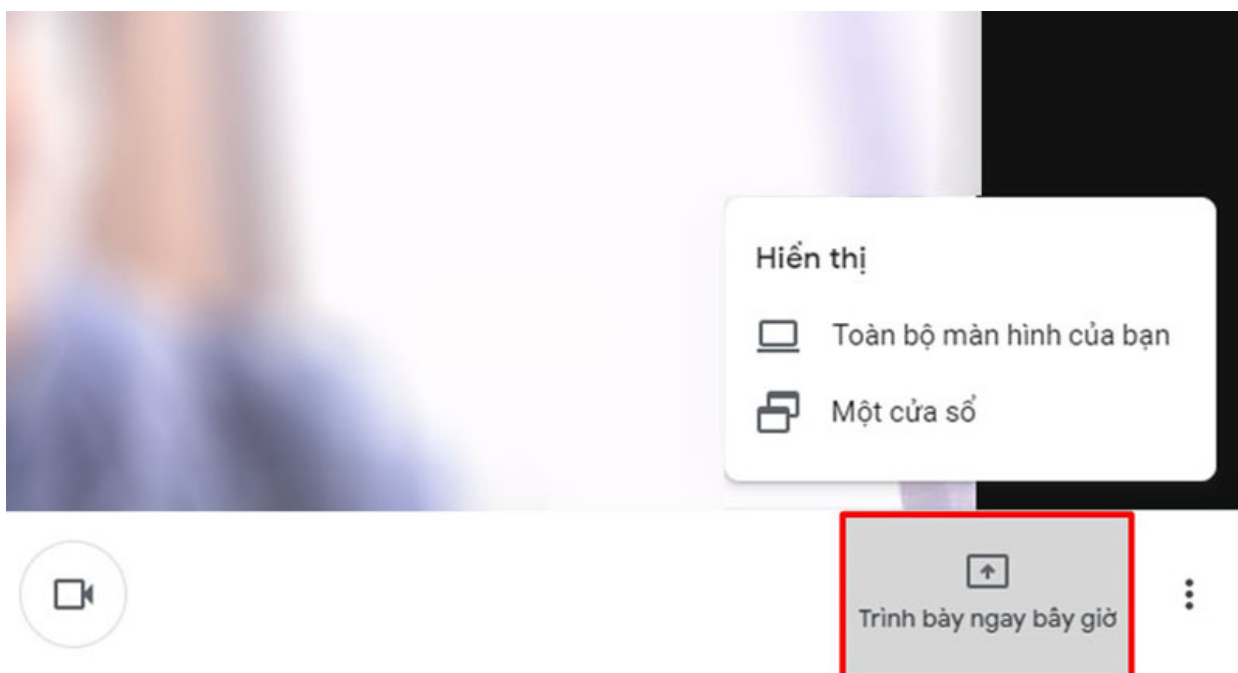 Hiển thị
Toàn bộ màn hình của bạn
Một cửa sổ
Trình bày ngay bây giờ